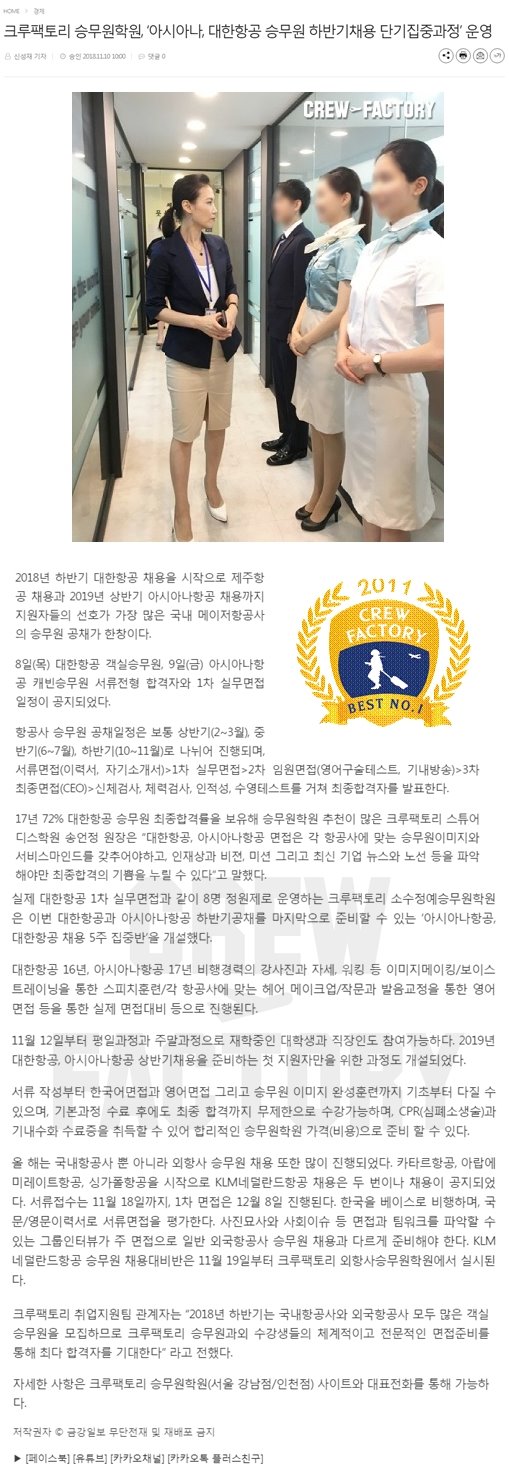 HOME > 경제
크루팩토리 승무원학원, ‘아시아나, 대한항공 승무원 하반기채용 단기집중과정’ 운영
신성재 기자 | 승인 2018.11.10 10:00 | 댓글 0
CREW FACTORY
2018년 하반기 대한항공 채용을 시작으로 제주항
공 채용과 2019년 상반기 아시아나항공 채용까지
지원자들의 선호가 가장 많은 국내 메이저항공사
의 승무원 공채가 한창이다.
2011
CREW
FACTORY
BEST NO.1
8일(목) 대한항공 객실승무원, 9일(금) 아시아나항
공 캐빈승무원 서류전형 합격자와 1차 실무면접
일정이 공지되었다.
항공사 승무원 공채일정은 보통 상반기(2~3월), 중
반기(6~7월), 하반기(10~11월)로 나뉘어 진행되며,
서류면접(이력서, 자기소개서)>1차 실무면접>2차 임원면접(영어구술테스트, 기내방송)>3차
최종면접(CEO)>신체검사, 체력검사, 인적성, 수영테스트를 거쳐 최종합격자를 발표한다.
17년 72% 대한항공 승무원 최종합격률을 보유해 승무원학원 추천이 많은 크루팩토리 스튜어
디스학원 송언정 원장은 “대한항공, 아시아나항공 면접은 각 항공사에 맞는 승무원이미지와
서비스마인드를 갖추어야하고, 인재상과 비젼, 미션 그리고 최신 기업 뉴스와 노선 등을 파악
해야만 최종합격의 기쁨을 누릴 수 있다”고 말했다.
실제 대한항공 1차 실무면접과 같이 8명 정원제로 운영하는 크루팩토리 소수정예승무원학원
은 이번 대한항공과 아시아나항공 하반기공채를 마지막으로 준비할 수 있는 ‘아시아나항공,
대한항공 채용 5주 집중반’을 개설했다.
대한항공 16년, 아시아나항공 17년 비행경력의 강사진과 자세, 워킹 등 이미지메이킹/보이스
트레이닝을 통한 스피치훈련/각 항공사에 맞는 헤어 메이크업/작문과 발음교정을 통한 영어
면접 등을 통한 실제 면접대비 등으로 진행된다.
11월 12일부터 평일과정과 주말과정으로 재학중인 대학생과 직장인도 참여가능하다. 2019년
대한항공, 아시아나항공 상반기채용을 준비하는 첫 지원자만을 위한 과정도 개설되었다.
서류 작성부터 한국어면접과 영어면접 그리고 승무원 이미지 완성훈련까지 기초부터 다질 수
있으며, 기본과정 수료 후에도 최종 합격까지 무제한으로 수강가능하며, CPR(심폐소생술)과
기내수화 수료증을 취득할 수 있어 합리적인 승무원학원 가격(비용)으로 준비 할 수 있다.
올 해는 국내항공사 뿐 아니라 외항사 승무원 채용 또한 많이 진행되었다. 카타르항공, 아랍에
미레이트항공, 싱가폴항공을 시작으로 KLM네덜란드항공 채용은 두 번이나 채용이 공지되었
다. 서류접수는 11월 18일까지, 1차 면접은 12월 8일 진행된다. 한국을 베이스로 비행하며, 국
문/영문이력서로 서류면접을 평가한다. 사진묘사와 사회이슈 등 면접과 팀워크를 파악할 수
있는 그룹인터뷰가 주 면접으로 일반 외국항공사 승무원 채용과 다르게 준비해야 한다. KLM
네덜란드항공 승무원 채용대비반은 11월 19일부터 크루팩토리 외항사승무원학원에서 실시된
다.
크루팩토리 취업지원팀 관계자는 “2018년 하반기는 국내항공사와 외국항공사 모두 많은 객실
승무원을 모집하므로 크루팩토리 승무원과외 수강생들의 체계적이고 전문적인 면접준비를
통해 최다 합격자를 기대한다” 라고 전했다.
자세한 사항은 크루팩토리 승무원학원(서울 강남점/인천점) 사이트와 대표전화를 통해 가능하
다.
저작권자 © 금강일보 무단전재 및 재배포 금지
▶ [페이스북] [유튜브] [카카오채널] [카카오톡 플러스친구]